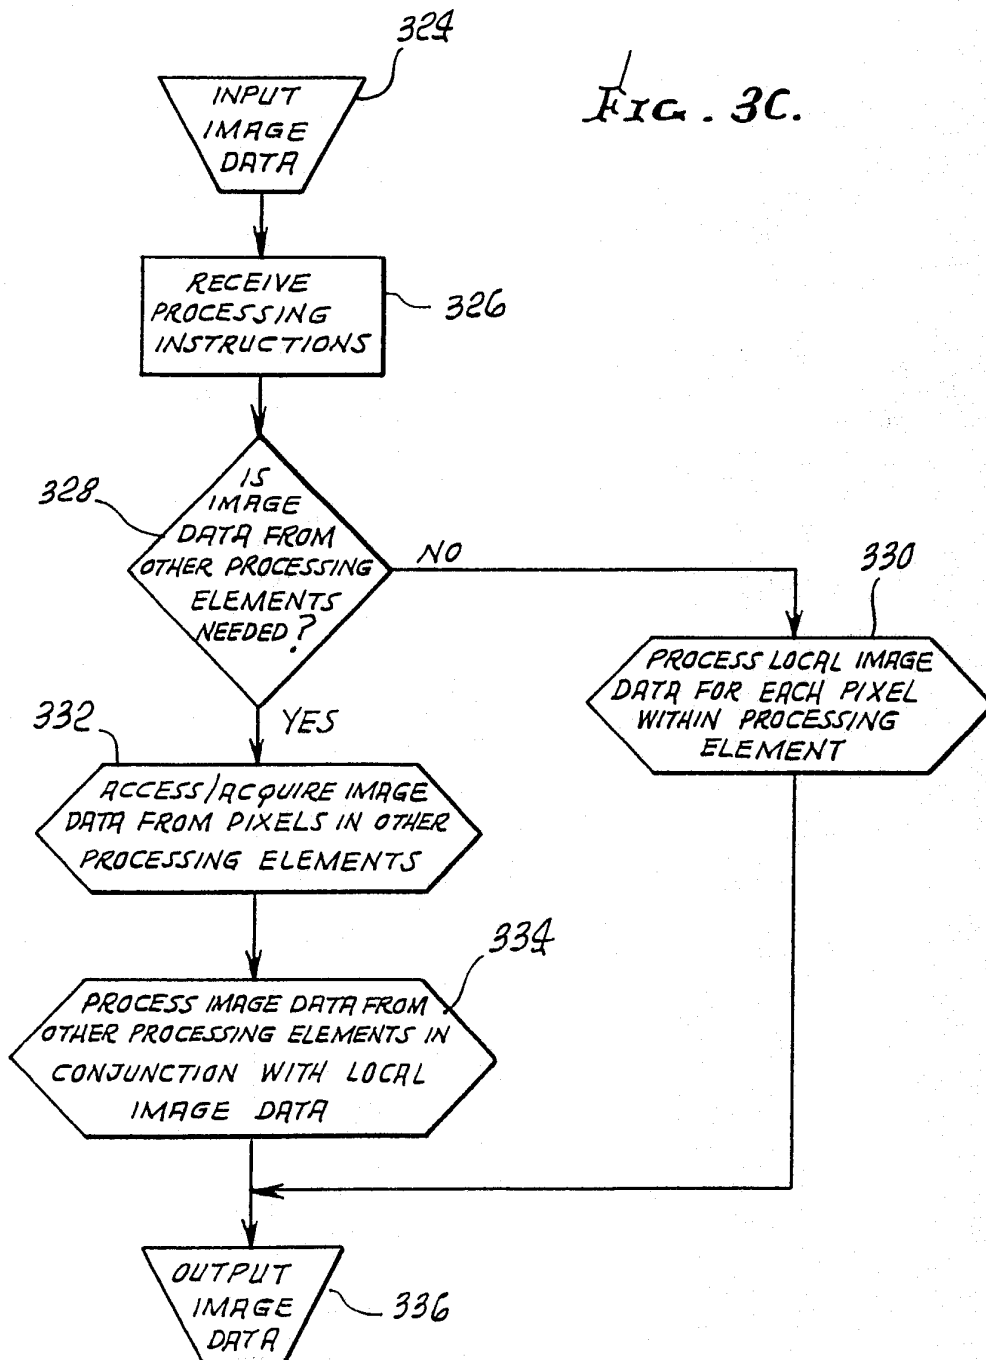 324
FIG. 3C.
INPUT
IMAGE
DATA
RECEIVE
PROCESSING
INSTRUCTIONS
326
328
IS
IMAGE
DATA FROM
OTHER PROCESSING
ELEMENTS
NEEDED?
NO
330
PROCESS LOCAL IMAGE
DATA FOR EACH PIXEL
WITHIN PROCESSING
ELEMENT
332
YES
ACCESS/ACQUIRE IMAGE
DATA FROM PIXELS IN OTHER
PROCESSING ELEMENTS
334
PROCESS IMAGE DATA FROM
OTHER PROCESSING ELEMENTS IN
CONJUNCTION WITH LOCAL
IMAGE DATA
OUTPUT
IMAGE
DATA
336